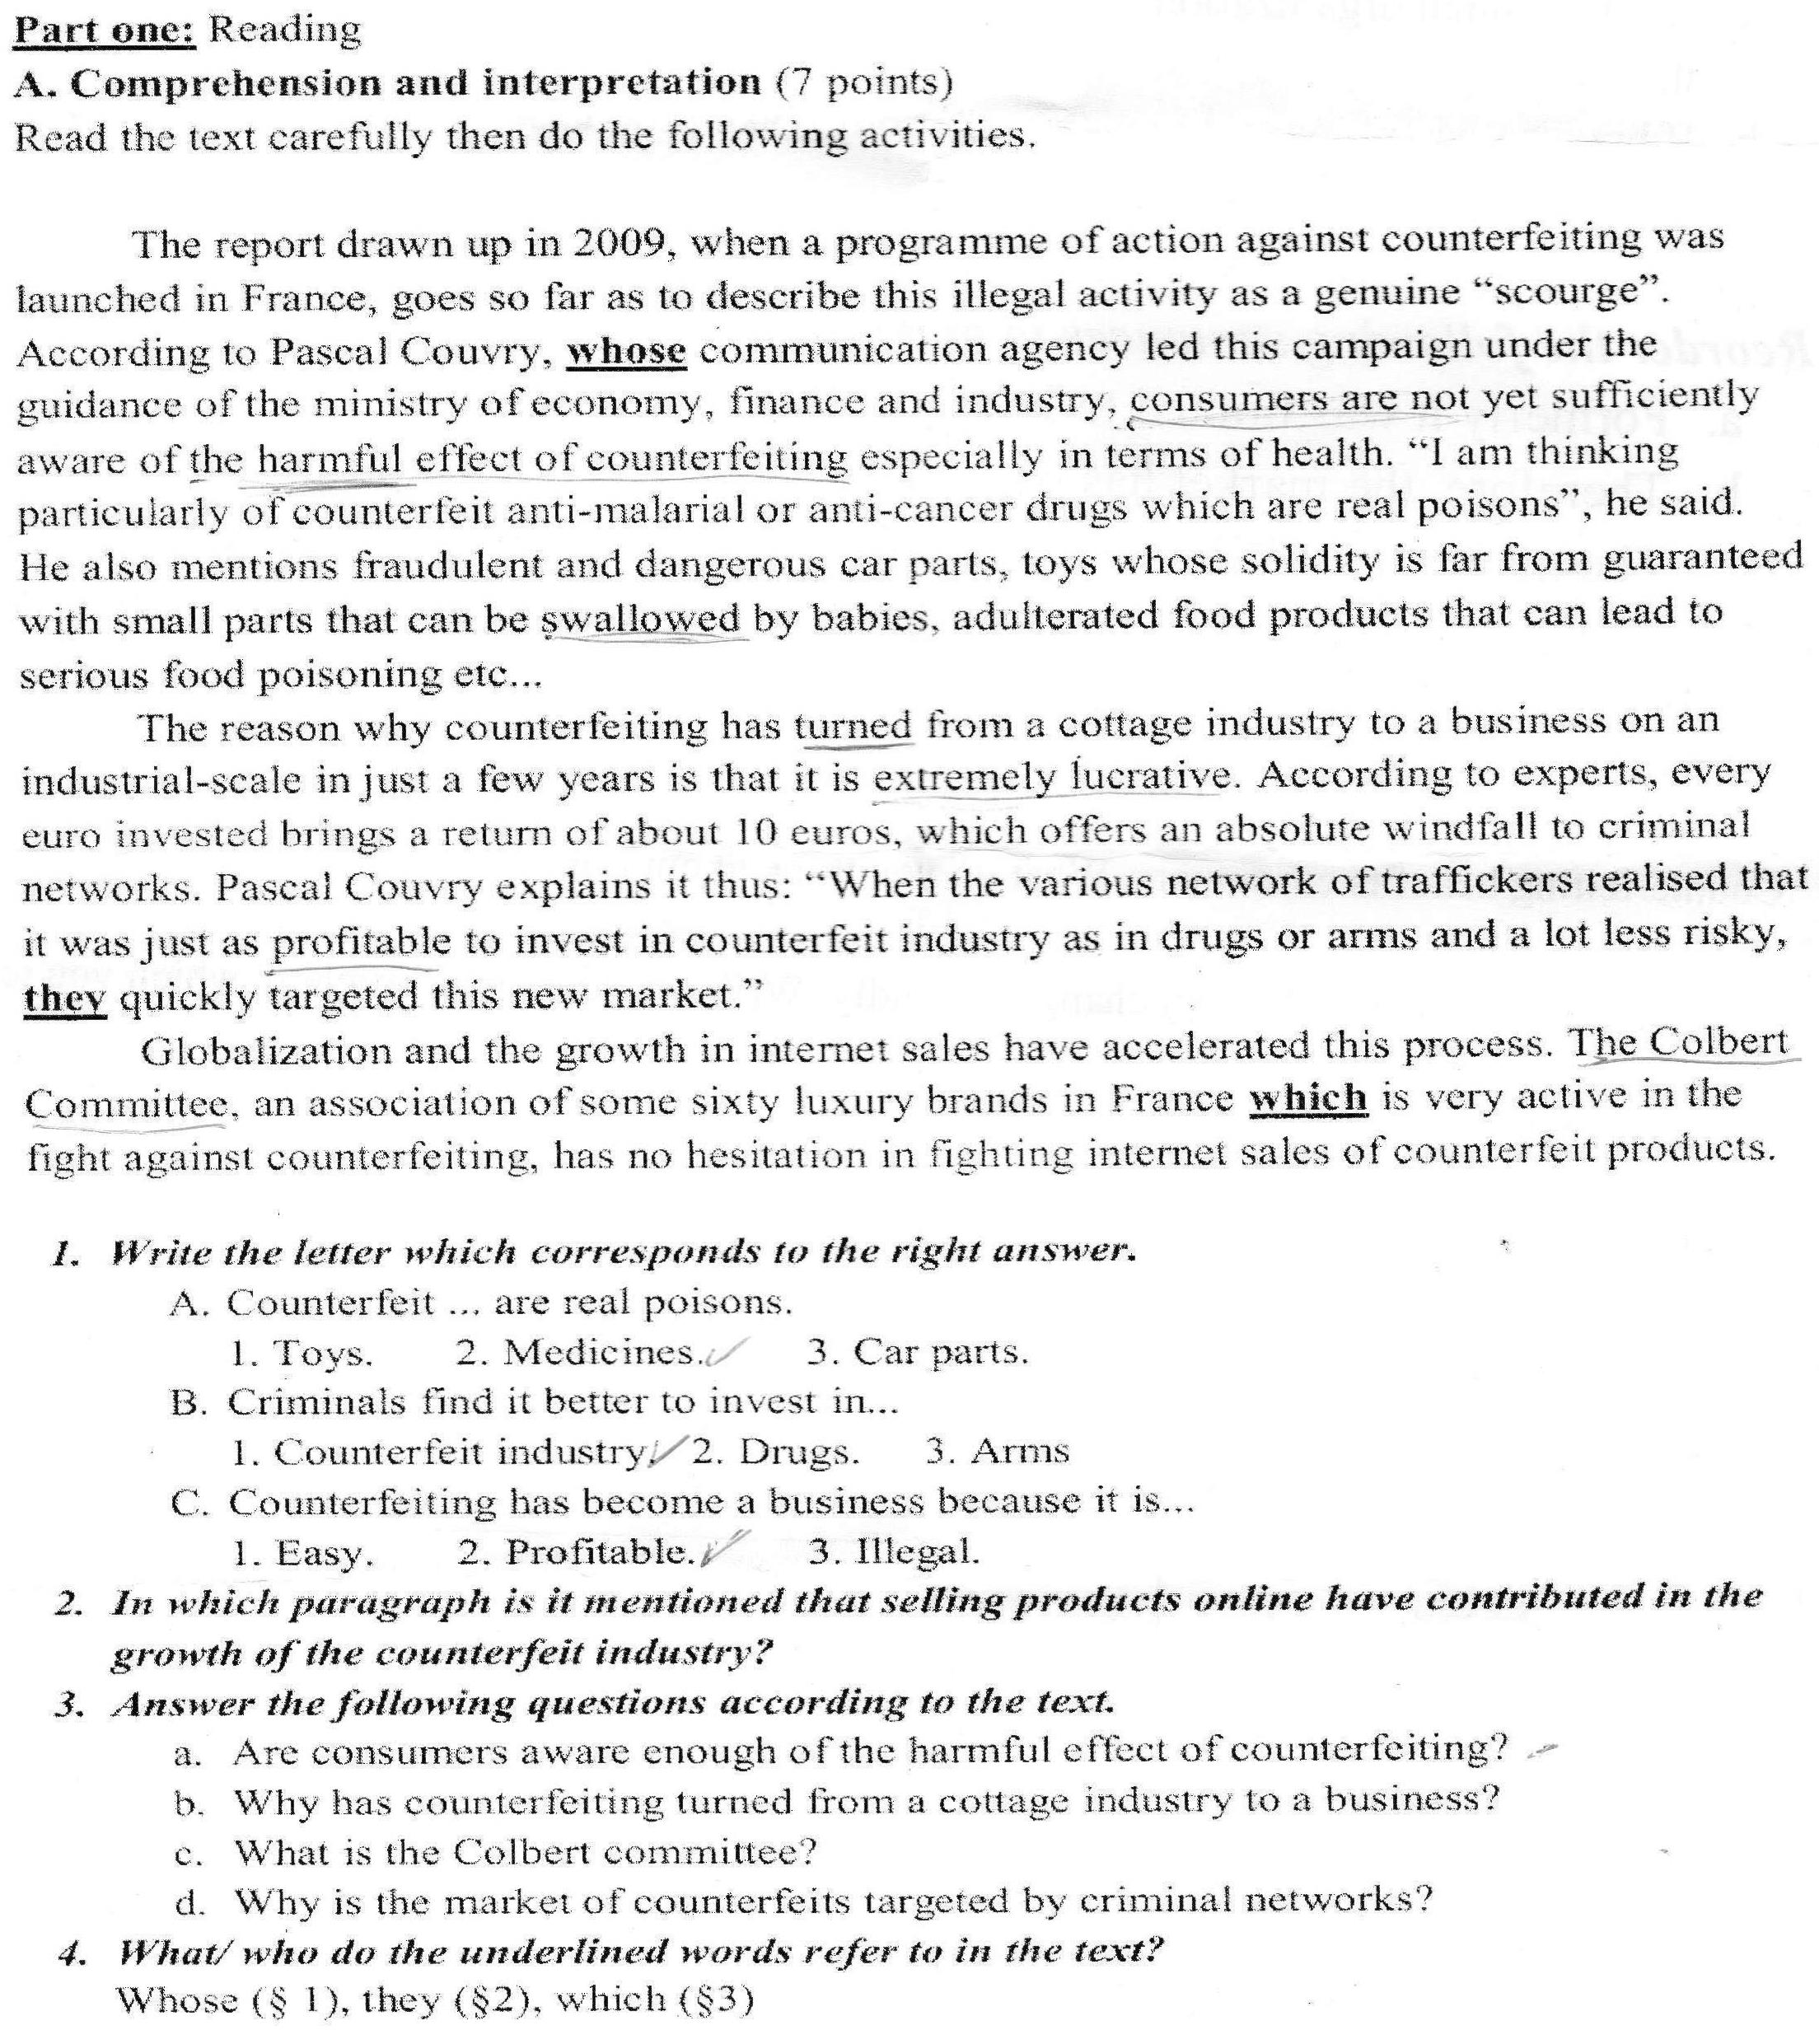 Part one: Reading
A. Comprehension and interpretation (7 points)
Read the text carefully then do the following activities.
The report drawn up in 2009, when a programme of action against counterfeiting was
launched in France, goes so far as to describe this illegal activity as a genuine “scourge”.
According to Pascal Couvry, whose communication agency led this campaign under the
guidance of the ministry of economy, finance and industry, consumers are not yet sufficiently
aware of the harmful effect of counterfeiting especially in terms of health. “I am thinking
particularly of counterfeit anti-malarial or anti-cancer drugs which are real poisons”, he said.
He also mentions fraudulent and dangerous car parts, toys whose solidity is far from guaranteed
with small parts that can be swallowed by babies, adulterated food products that can lead to
serious food poisoning etc...
The reason why counterfeiting has turned from a cottage industry to a business on an
industrial-scale in just a few years is that it is extremely lucrative. According to experts, every
euro invested brings a return of about 10 euros, which offers an absolute windfall to criminal
networks. Pascal Couvry explains it thus: “When the various network of traffickers realised that
it was just as profitable to invest in counterfeit industry as in drugs or arms and a lot less risky,
they quickly targeted this new market.”
Globalization and the growth in internet sales have accelerated this process. The Colbert
Committee, an association of some sixty luxury brands in France which is very active in the
fight against counterfeiting, has no hesitation in fighting internet sales of counterfeit products.
1. Write the letter which corresponds to the right answer.
A. Counterfeit ... are real poisons.
1. Toys. 2. Medicines. 3. Car parts.
B. Criminals find it better to invest in...
1. Counterfeit industry. 2. Drugs. 3. Arms
C. Counterfeiting has become a business because it is...
1. Easy. 2. Profitable. 3. Illegal.
2. In which paragraph is it mentioned that selling products online have contributed in the
growth of the counterfeit industry?
3. Answer the following questions according to the text.
a. Are consumers aware enough of the harmful effect of counterfeiting?
b. Why has counterfeiting turned from a cottage industry to a business?
c. What is the Colbert committee?
d. Why is the market of counterfeits targeted by criminal networks?
4. What/ who do the underlined words refer to in the text?
Whose (§ 1), they (§2), which (§3)